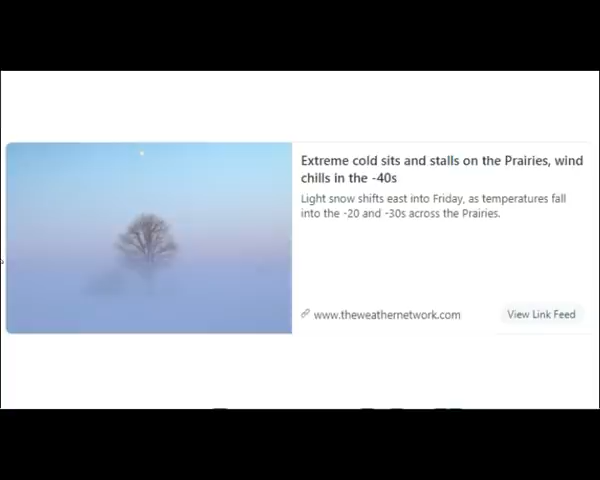 Extreme cold sits and stalls on the Prairies, wind
chills in the -40s
Light snow shifts east into Friday, as temperatures fall
into the -20 and -30s across the Prairies.
www.theweathernetwork.com
View Link Feed